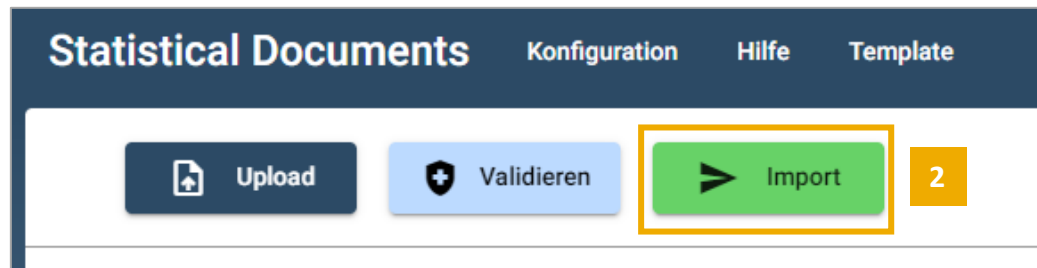 Statistical Documents Konfiguration Hilfe Template
Upload Validieren Import 2